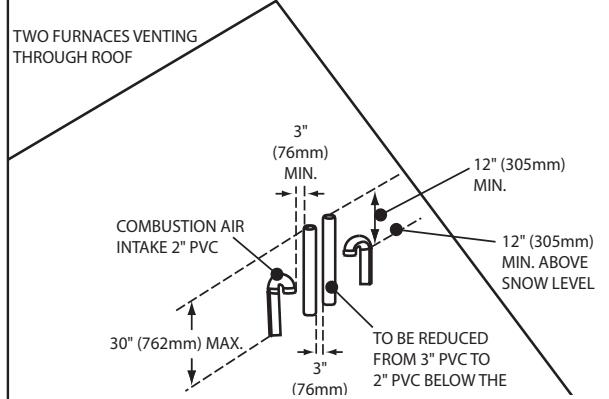 TWO FURNACES VENTING
THROUGH ROOF
3"
(76mm)
MIN.
12" (305mm)
MIN.
COMBUSTION AIR
INTAKE 2" PVC
12" (305mm)
MIN. ABOVE
SNOW LEVEL
30" (762mm) MAX.
3"
(76mm)
TO BE REDUCED
FROM 3" PVC TO
2" PVC BELOW THE